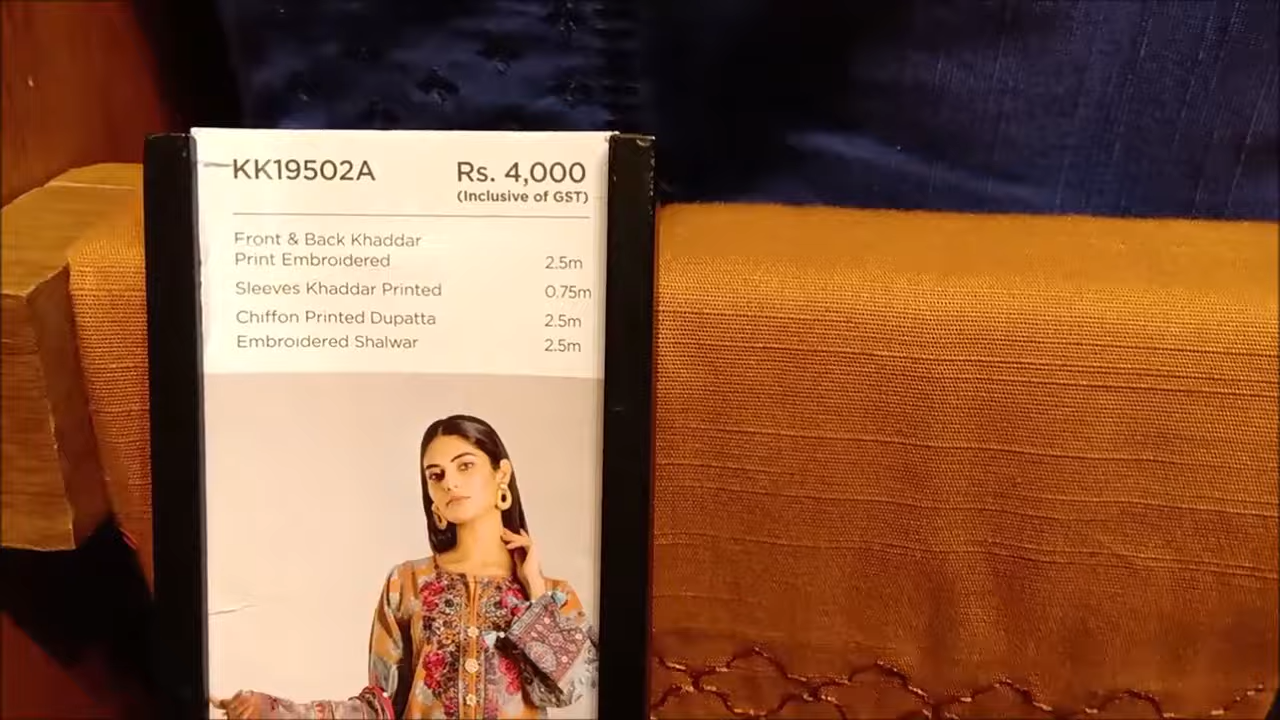 KK19502A Rs. 4,000
(Inclusive of GST)
Front & Back Khaddar
Print Embroidered 2.5m
Sleeves Khaddar Printed 0.75m
Chiffon Printed Dupatta 2.5m
Embroidered Shalwar 2.5m